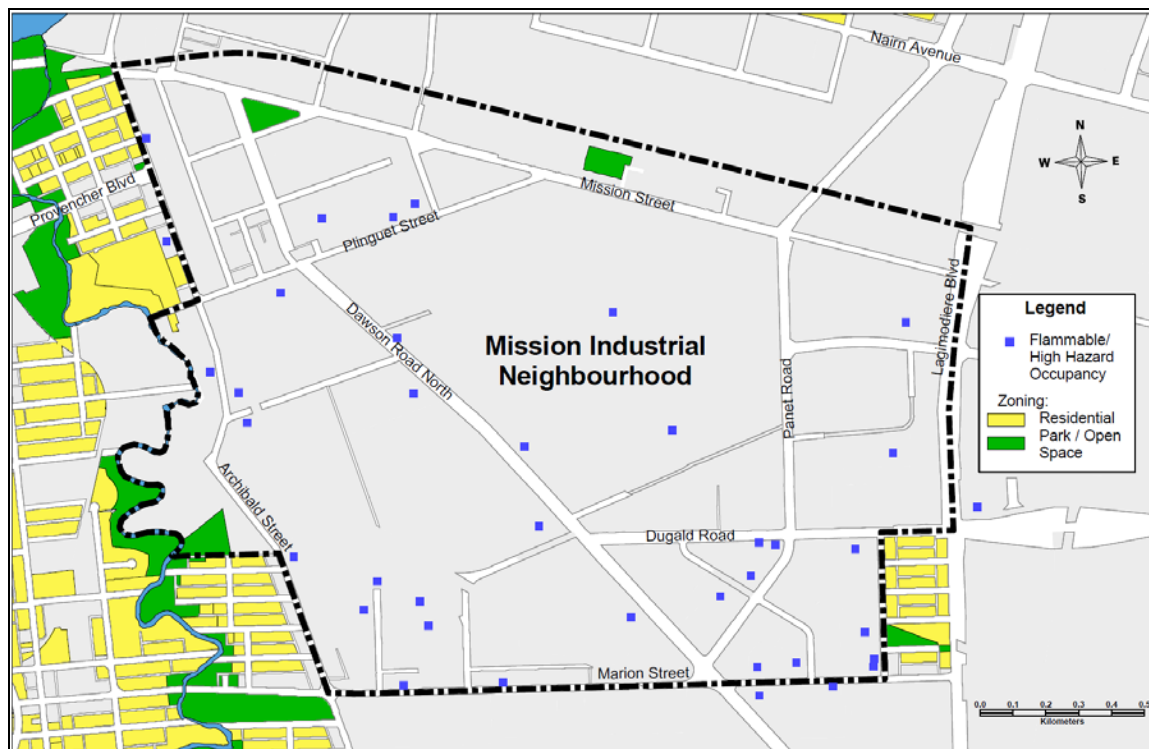 Nairn Avenue
N
W E
S
Provencher Blvd
Mission Street
Plinguet Street
Lagimodiere Blvd
Legend
Flammable/
High Hazard
Occupancy
Zoning:
Residential
Park / Open
Space
Dawson Road North
Mission Industrial
Neighbourhood
Panet Road
Archibald Street
Dugald Road
Marion Street
0.0 0.1 0.2 0.3 0.4 0.5
Kilometers